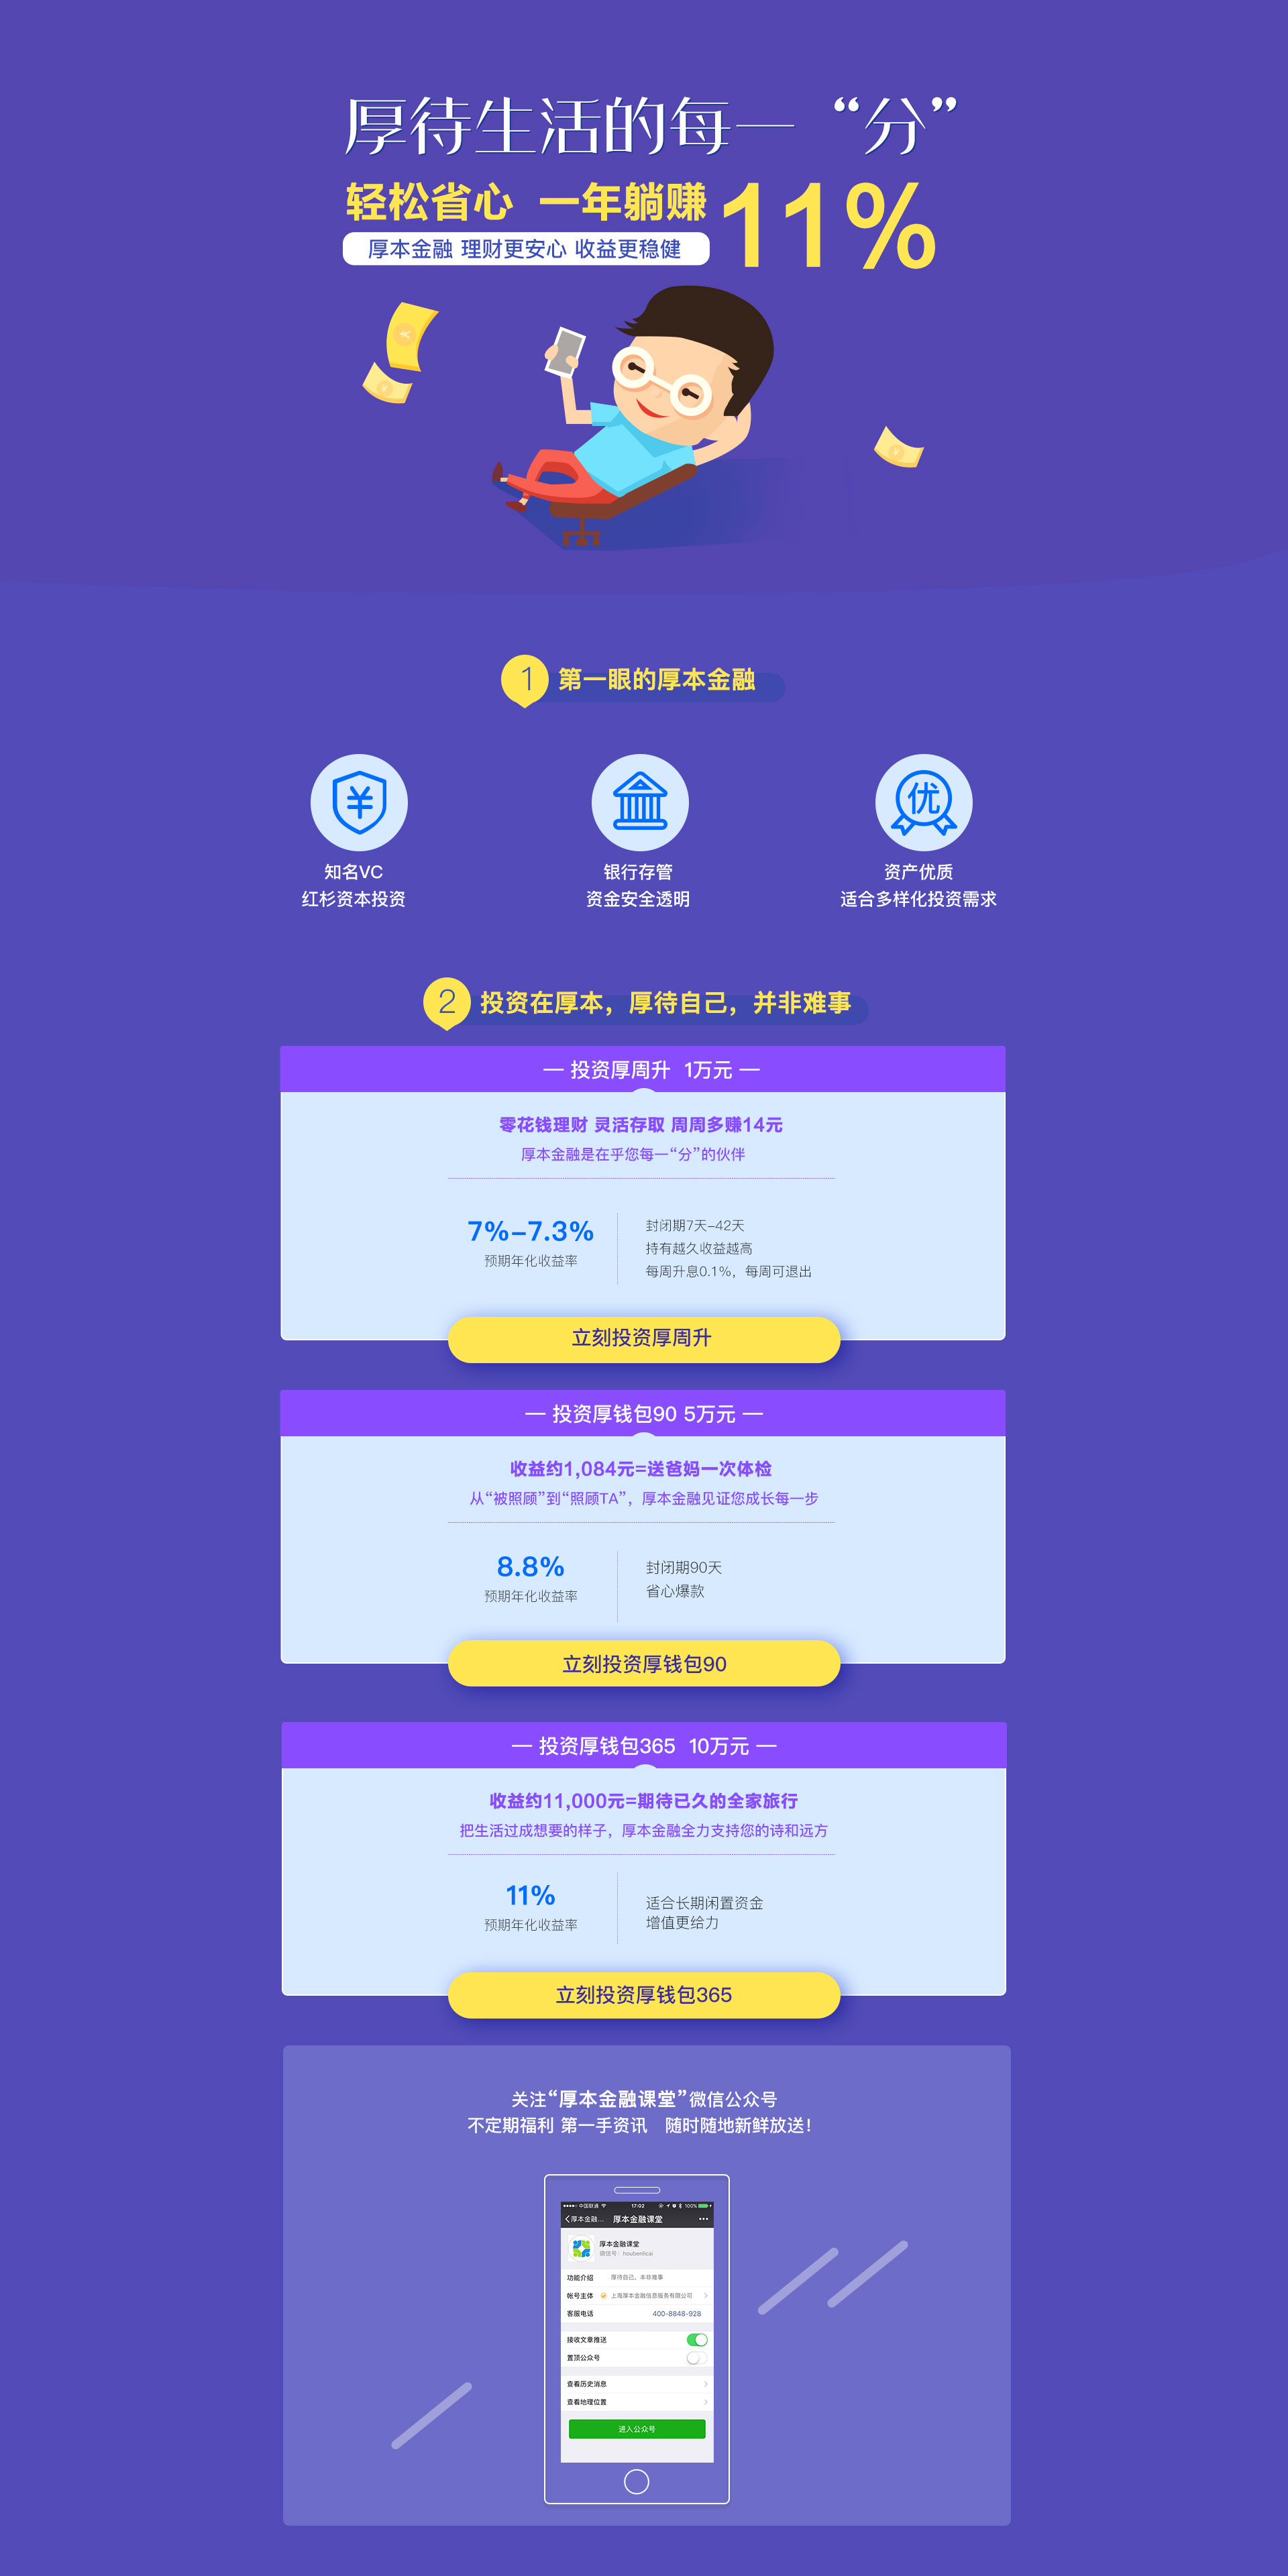 厚待生活的每一“分”
轻松省心 一年躺赚11%
厚本金融 理财更安心 收益更稳健
1 第一眼的厚本金融
知名VC
红杉资本投资
银行存管
资金安全透明
优
资产优质
适合多样化投资需求
2 投资在厚本，厚待自己，并非难事
— 投资厚周升 1万元 —
零花钱理财 灵活存取 周周多赚14元
厚本金融是在乎您每一“分”的伙伴
7%-7.3%
预期年化收益率
封闭期7天-42天
持有越久收益越高
每周升息0.1%，每周可退出
立刻投资厚周升
— 投资厚钱包90 5万元 —
收益约1,084元=送爸妈一次体检
从“被照顾”到“照顾TA”，厚本金融见证您成长每一步
8.8%
预期年化收益率
封闭期90天
省心爆款
立刻投资厚钱包90
— 投资厚钱包365 10万元 —
收益约11,000元=期待已久的全家旅行
把生活过成想要的样子，厚本金融全力支持您的诗和远方
11%
预期年化收益率
适合长期闲置资金
增值更给力
立刻投资厚钱包365
关注“厚本金融课堂”微信公众号
不定期福利 第一手资讯 随时随地新鲜放送！
中国联通 17:02 100%
厚本金融... 厚本金融课堂
厚本金融课堂
微信号：houbenlicai
功能介绍 厚待自己，本非难事
帐号主体 上海厚本金融信息服务有限公司
客服电话 400-8848-928
接收文章推送
置顶公众号
查看历史消息
查看地理位置
进入公众号